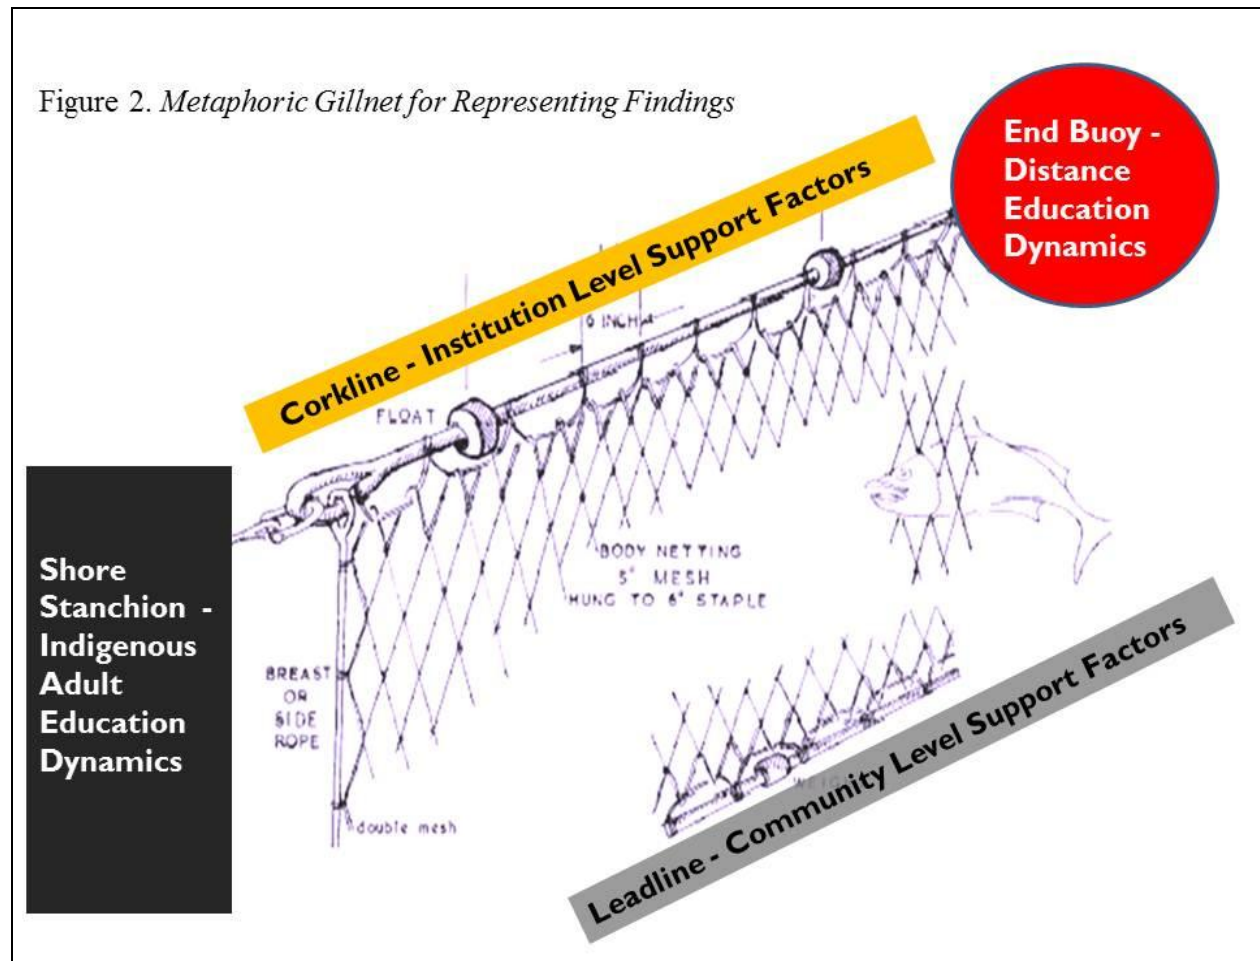 Figure 2. Metaphoric Gillnet for Representing Findings
End Buoy -
Distance
Education
Dynamics
Corkline - Institution Level Support Factors
6 INCH
FLOAT
Shore
Stanchion -
Indigenous
Adult
Education
Dynamics
BODY NETTING
5" MESH
HUNG TO 6" STAPLE
BREAST
OR
SIDE
ROPE
double mesh
Leadline - Community Level Support Factors